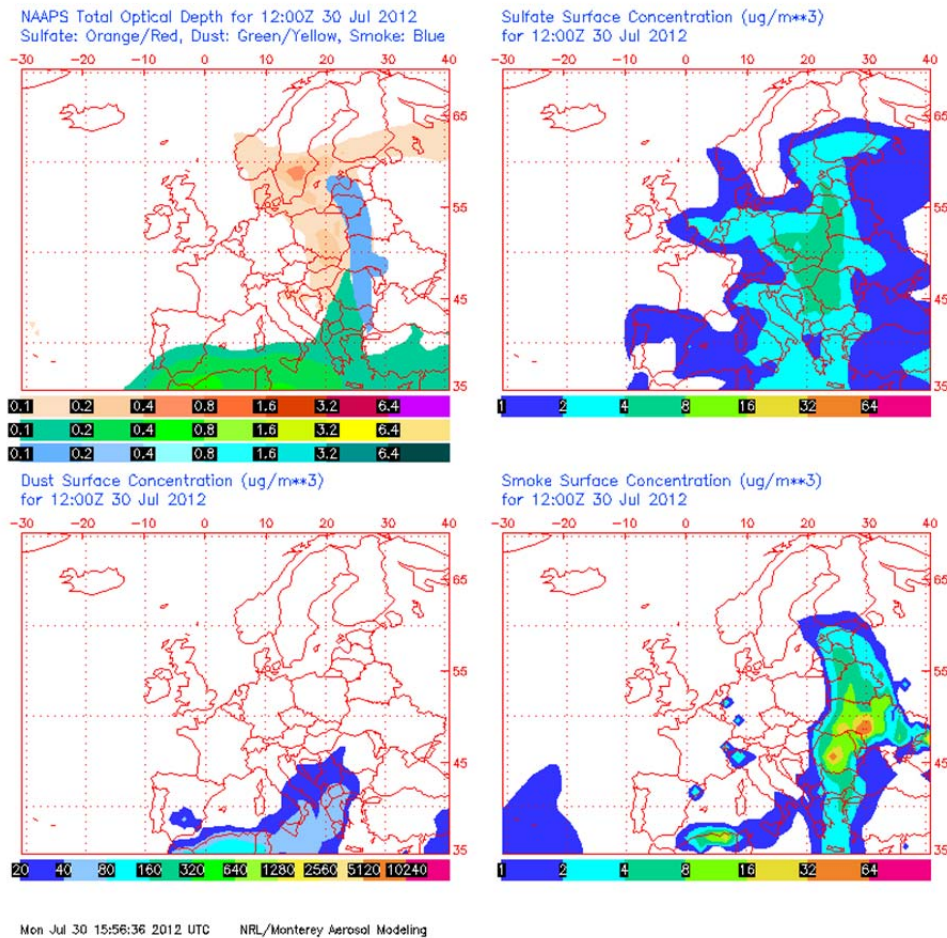 NAAPS Total Optical Depth for 12:00Z 30 Jul 2012
Sulfate: Orange/Red, Dust: Green/Yellow, Smoke: Blue
-30 -20 -10 0 10 20 30 40
65
55
45
35
0.1 0.2 0.4 0.8 1.6 3.2 6.4
0.1 0.2 0.4 0.8 1.6 3.2 6.4
0.1 0.2 0.4 0.8 1.6 3.2 6.4
Sulfate Surface Concentration (ug/m**3)
for 12:00Z 30 Jul 2012
-30 -20 -10 0 10 20 30 40
65
55
45
35
1 2 4 8 16 32 64
Dust Surface Concentration (ug/m**3)
for 12:00Z 30 Jul 2012
-30 -20 -10 0 10 20 30 40
65
55
45
35
20 40 80 160 320 640 1280 2560 5120 10240
Smoke Surface Concentration (ug/m**3)
for 12:00Z 30 Jul 2012
-30 -20 -10 0 10 20 30 40
65
55
45
35
1 2 4 8 16 32 64
Mon Jul 30 15:56:36 2012 UTC NRL/Monterey Aerosol Modeling